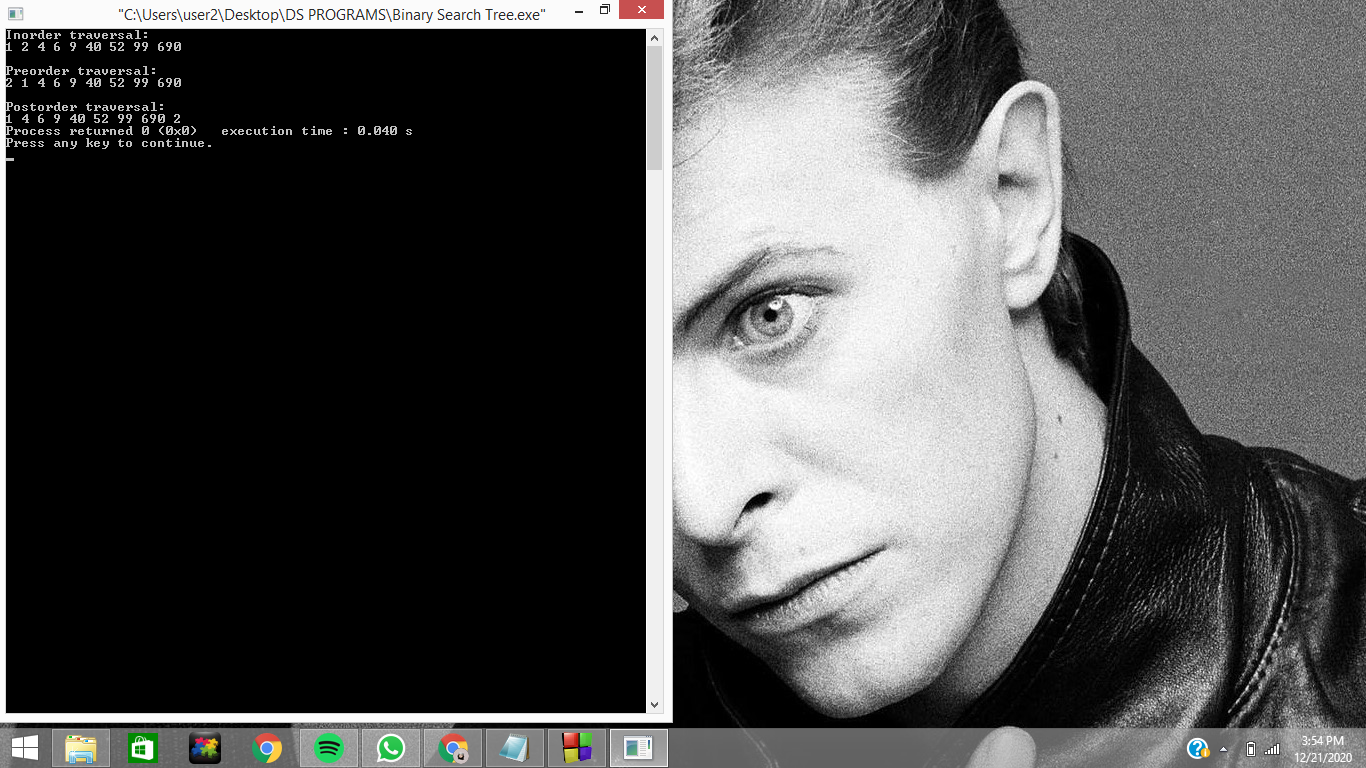 "C:\Users\user2\Desktop\DS PROGRAMS\Binary Search Tree.exe"
Inorder traversal:
1 2 4 6 9 40 52 99 690
Preorder traversal:
2 1 4 6 9 40 52 99 690
Postorder traversal:
1 4 6 9 40 52 99 690 2
Process returned 0 (0x0)   execution time : 0.040 s
Press any key to continue.
3:54 PM
12/21/2020